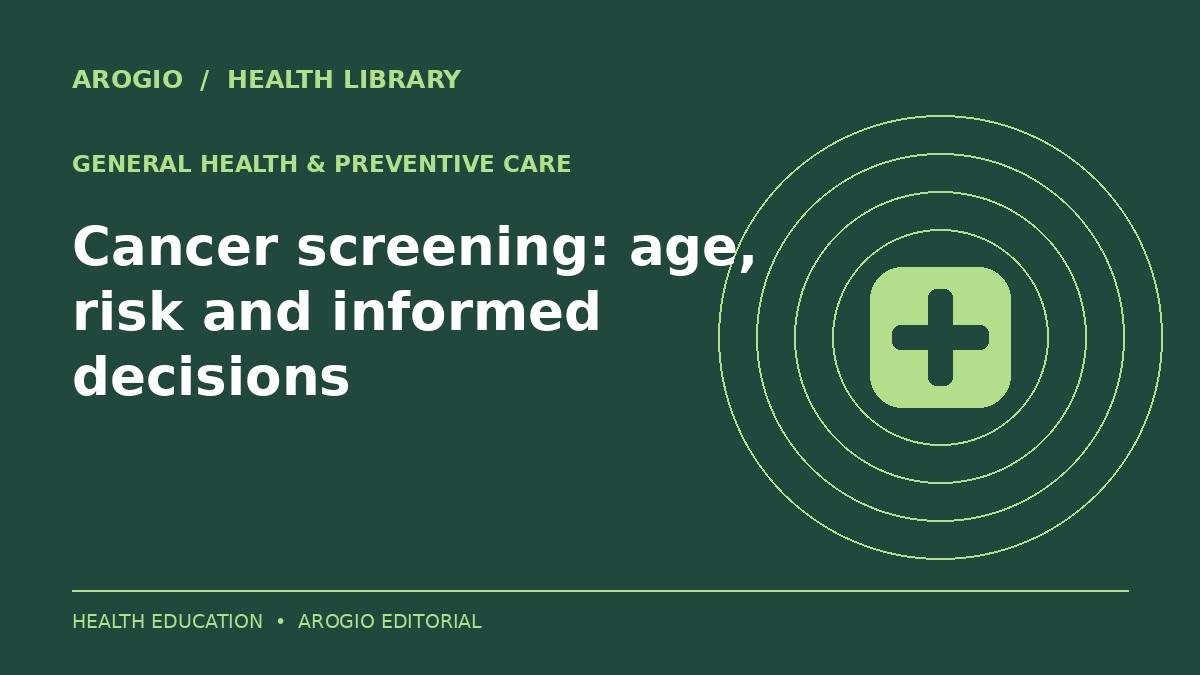 AROGIO / HEALTH LIBRARY
GENERAL HEALTH & PREVENTIVE CARE
Cancer screening: age,
risk and informed
decisions
HEALTH EDUCATION • AROGIO EDITORIAL